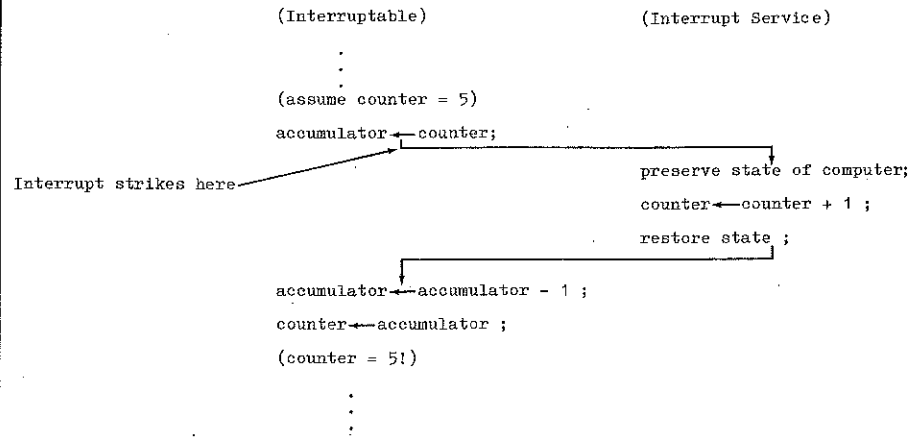 (Interruptable) (Interrupt Service)
(assume counter = 5)
accumulator←counter;
Interrupt strikes here
preserve state of computer;
counter←counter + 1 ;
restore state ;
accumulator←accumulator - 1 ;
counter←accumulator ;
(counter = 5!)